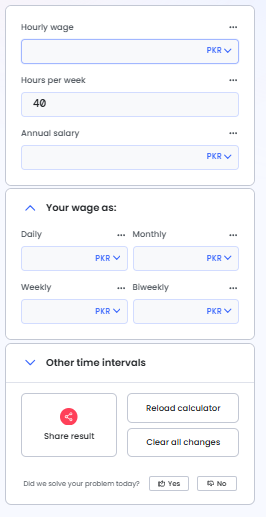 Hourly wage ...
PKR
Hours per week ...
40
Annual salary ...
PKR
Your wage as:
Daily ... Monthly ...
PKR PKR
Weekly ... Biweekly ...
PKR PKR
Other time intervals
Reload calculator
Share result
Clear all changes
Did we solve your problem today? Yes No